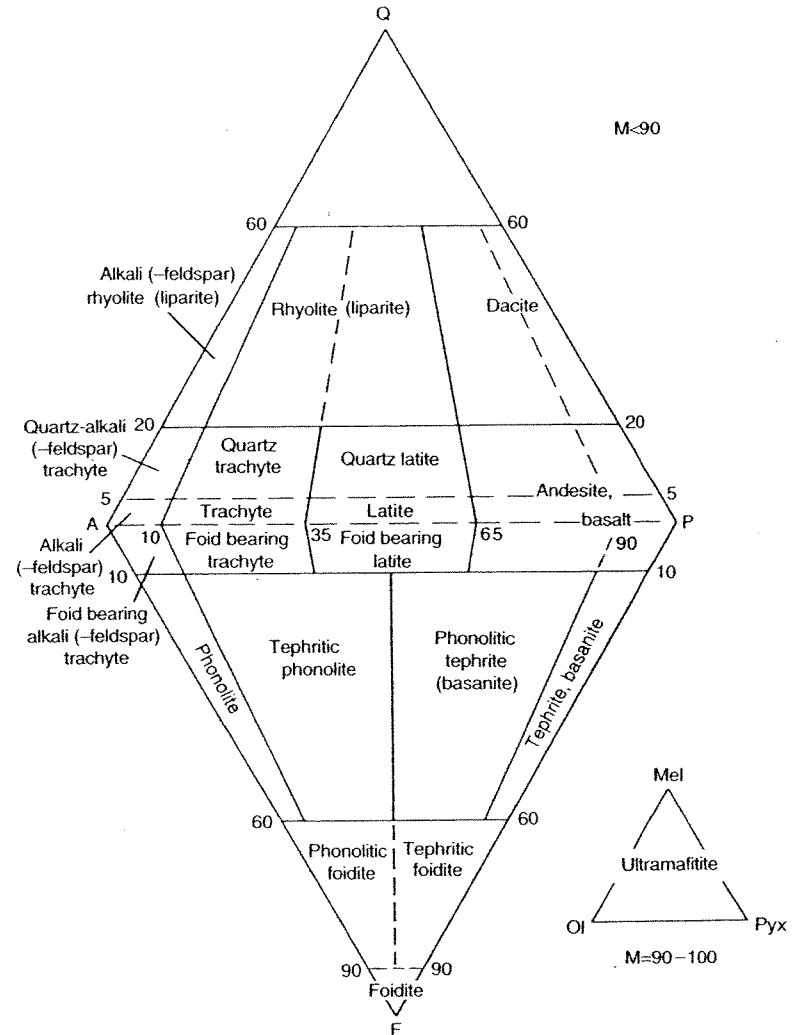 Q
M<90
60
60
Alkali (–feldspar)
rhyolite (liparite)
Rhyolite (liparite)
Dacite
20
20
Quartz-alkali
(–feldspar)
trachyte
Quartz
trachyte
Quartz latite
5
Andesite,
5
A
Trachyte
Latite
basalt
P
10
Foid bearing
trachyte
35
Foid bearing
latite
65
90
Alkali
(–feldspar)
trachyte
10
10
Foid bearing
alkali (–feldspar)
trachyte
Phonolite
Tephritic
phonolite
Phonolitic
tephrite
(basanite)
Tephrite, basanite
60
60
Phonolitic
foidite
Tephritic
foidite
90
90
Foidite
F
Mel
Ultramafitite
Ol
Pyx
M=90–100